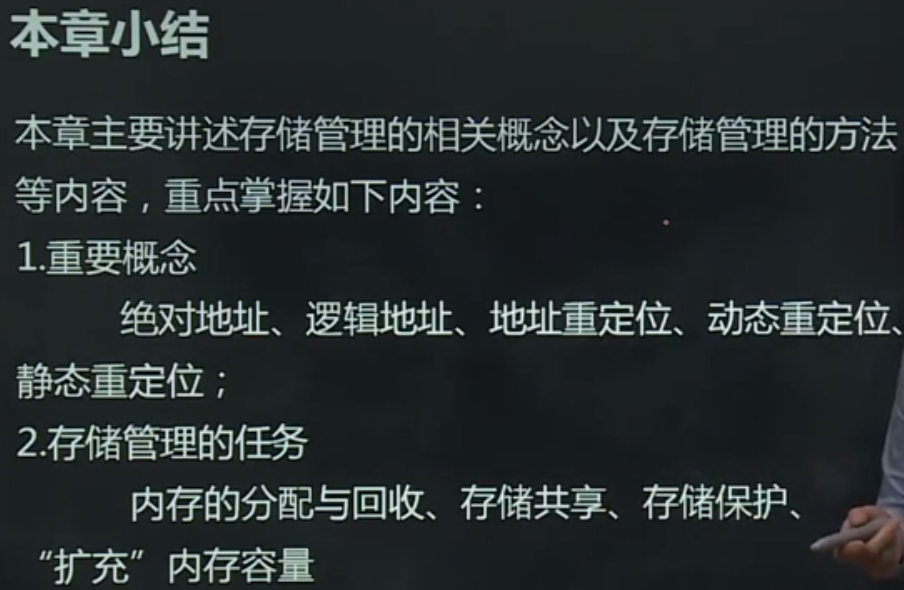 本章小结
本章主要讲述存储管理的相关概念以及存储管理的方法
等内容，重点掌握如下内容：
1.重要概念
绝对地址、逻辑地址、地址重定位、动态重定位、
静态重定位；
2.存储管理的任务
内存的分配与回收、存储共享、存储保护、
“扩充”内存容量